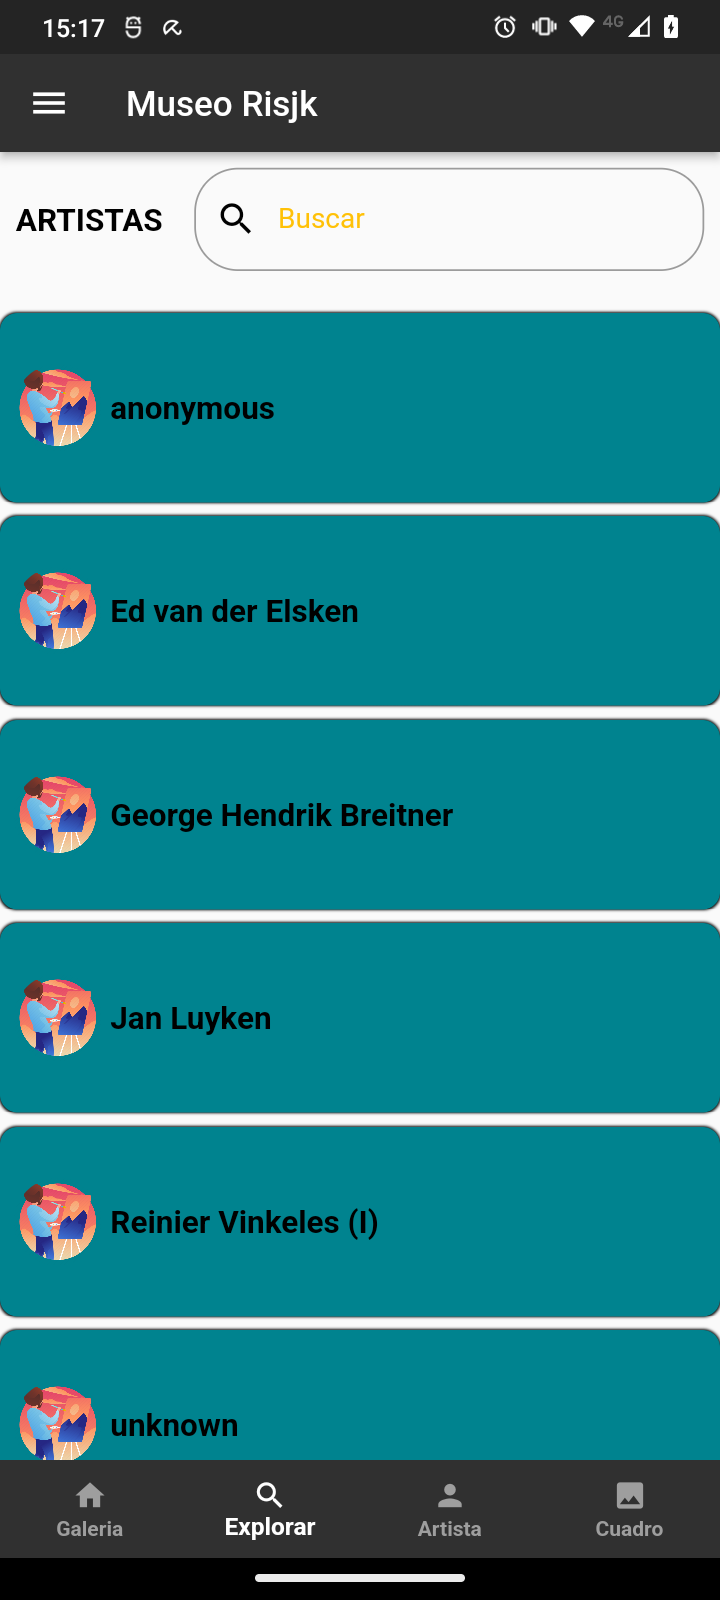 15:17
4G
Museo Risjk
ARTISTAS
Buscar
anonymous
Ed van der Elsken
George Hendrik Breitner
Jan Luyken
Reinier Vinkeles (I)
unknown
Galeria Explorar Artista Cuadro